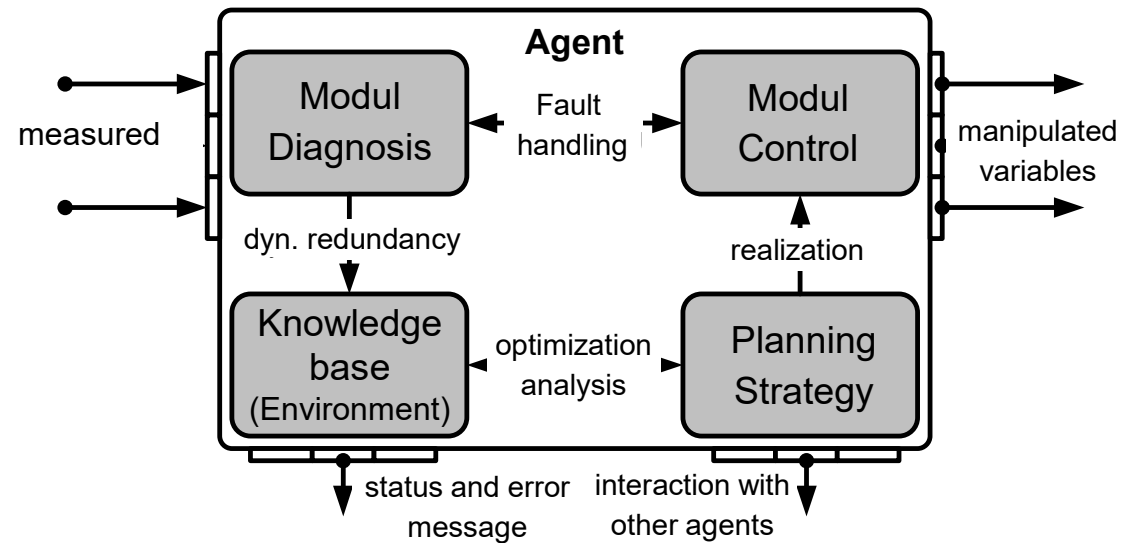 Agent
Modul
Diagnosis
Fault
handling
Modul
Control
measured
manipulated
variables
dyn. redundancy
realization
Knowledge
base
(Environment)
optimization
analysis
Planning
Strategy
status and error
message
interaction with
other agents